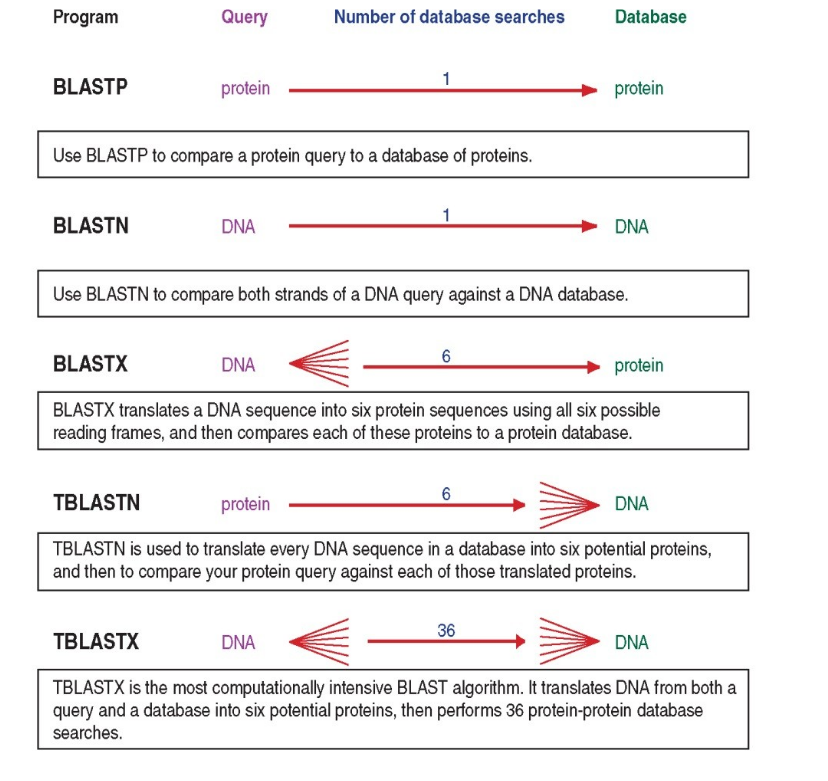 Program Query Number of database searches Database
BLASTP protein 1 protein
Use BLASTP to compare a protein query to a database of proteins.
BLASTN DNA 1 DNA
Use BLASTN to compare both strands of a DNA query against a DNA database.
BLASTX DNA 6 protein
BLASTX translates a DNA sequence into six protein sequences using all six possible
reading frames, and then compares each of these proteins to a protein database.
TBLASTN protein 6 DNA
TBLASTN is used to translate every DNA sequence in a database into six potential proteins,
and then to compare your protein query against each of those translated proteins.
TBLASTX DNA 36 DNA
TBLASTX is the most computationally intensive BLAST algorithm. It translates DNA from both a
query and a database into six potential proteins, then performs 36 protein-protein database
searches.